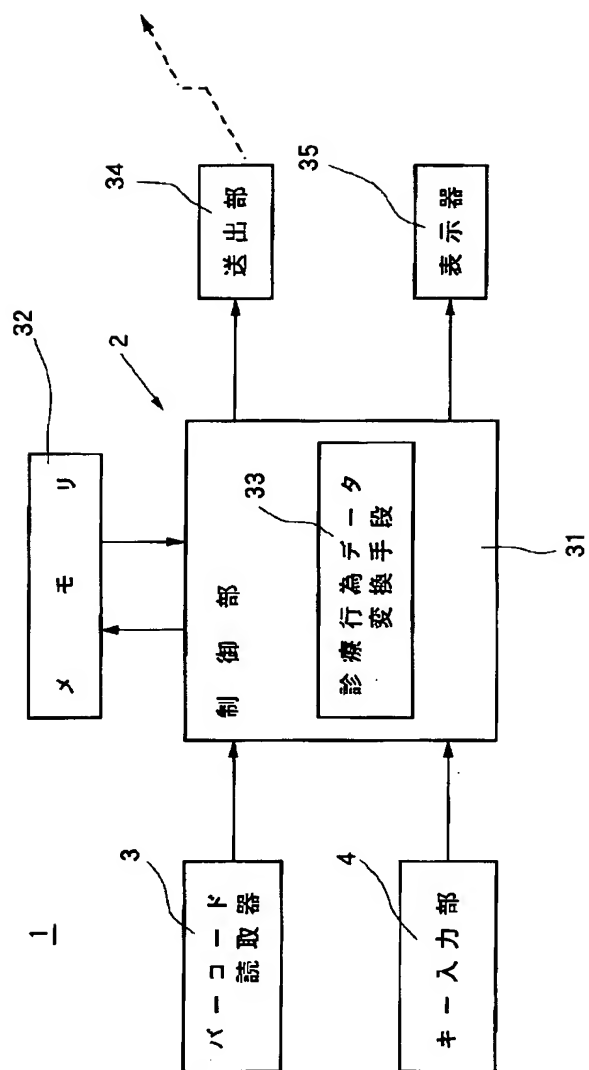 1
3
バーコード
読取器
4
キー入力部
32
メモリ
2
制御部
33
診療行為データ
変換手段
31
34
送出部
35
表示器